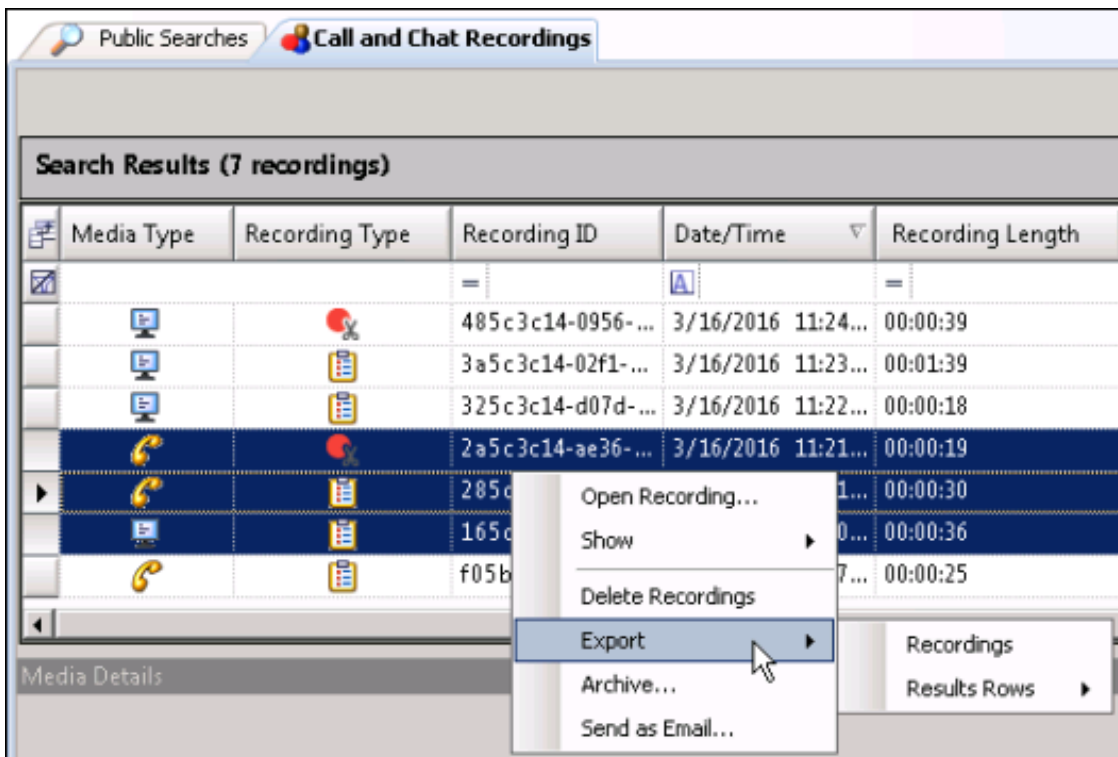 Public Searches Call and Chat Recordings
Search Results (7 recordings)
Media Type Recording Type Recording ID Date/Time Recording Length
= A =
485c3c14-0956-... 3/16/2016 11:24... 00:00:39
3a5c3c14-02f1-... 3/16/2016 11:23... 00:01:39
325c3c14-d07d-... 3/16/2016 11:22... 00:00:18
2a5c3c14-ae36-... 3/16/2016 11:21... 00:00:19
285c 1... 00:00:30
Open Recording...
165c 0... 00:00:36
Show
f05b 7... 00:00:25
Delete Recordings
Export Recordings
Media Details
Archive... Results Rows
Send as Email...